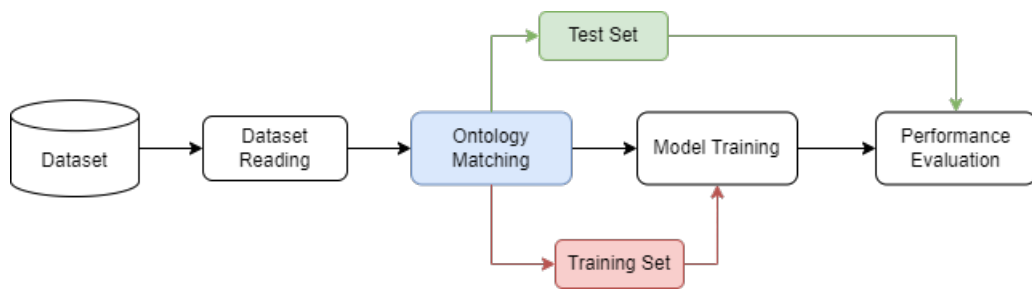 Test Set
Dataset
Dataset
Reading
Ontology
Matching
Model Training
Performance
Evaluation
Training Set